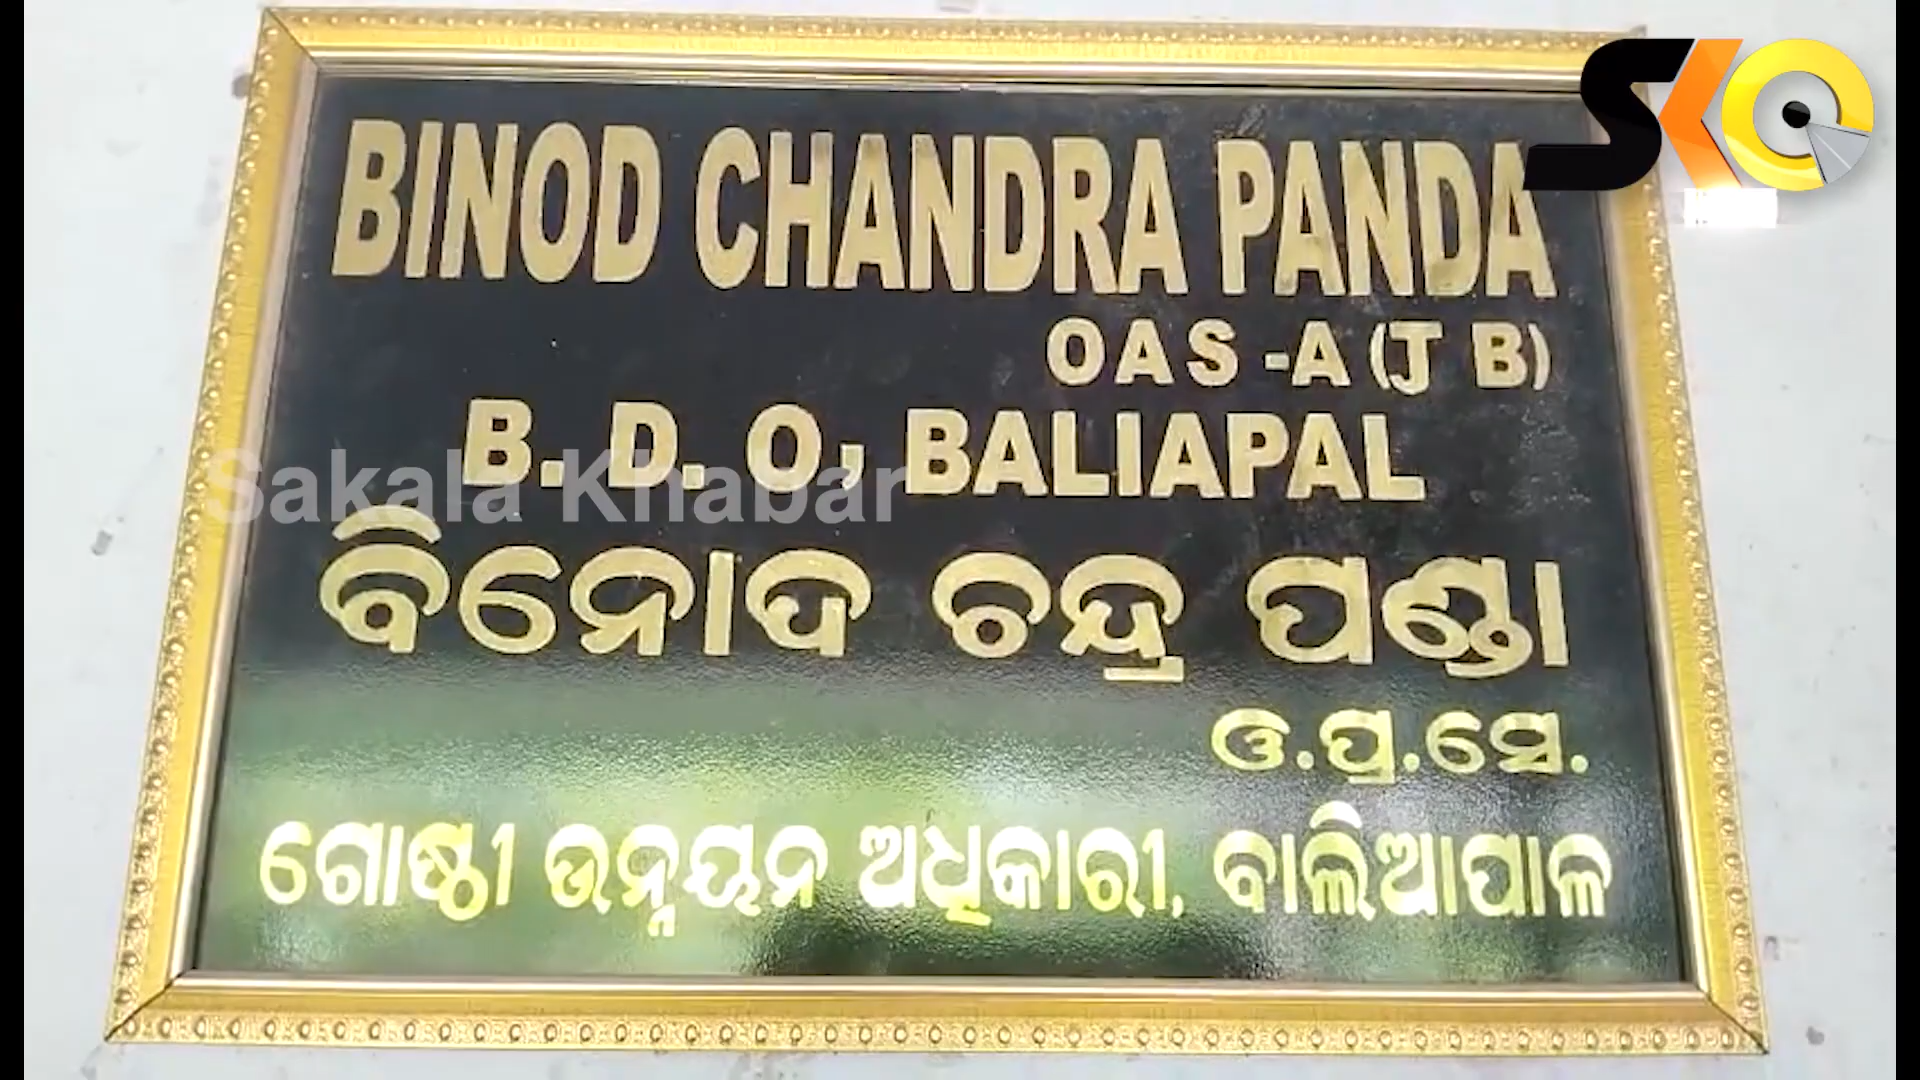 BINOD CHANDRA PANDA
OAS -A (J B)
B. D. O, BALIAPAL
Sakala Khabar
ବିନୋଦ ଚନ୍ଦ୍ର ପଣ୍ଡା
ଓ.ପ୍ର.ସେ.
ଗୋଷ୍ଠୀ ଉନ୍ନୟନ ଅଧିକାରୀ, ବାଲିଆପାଳ